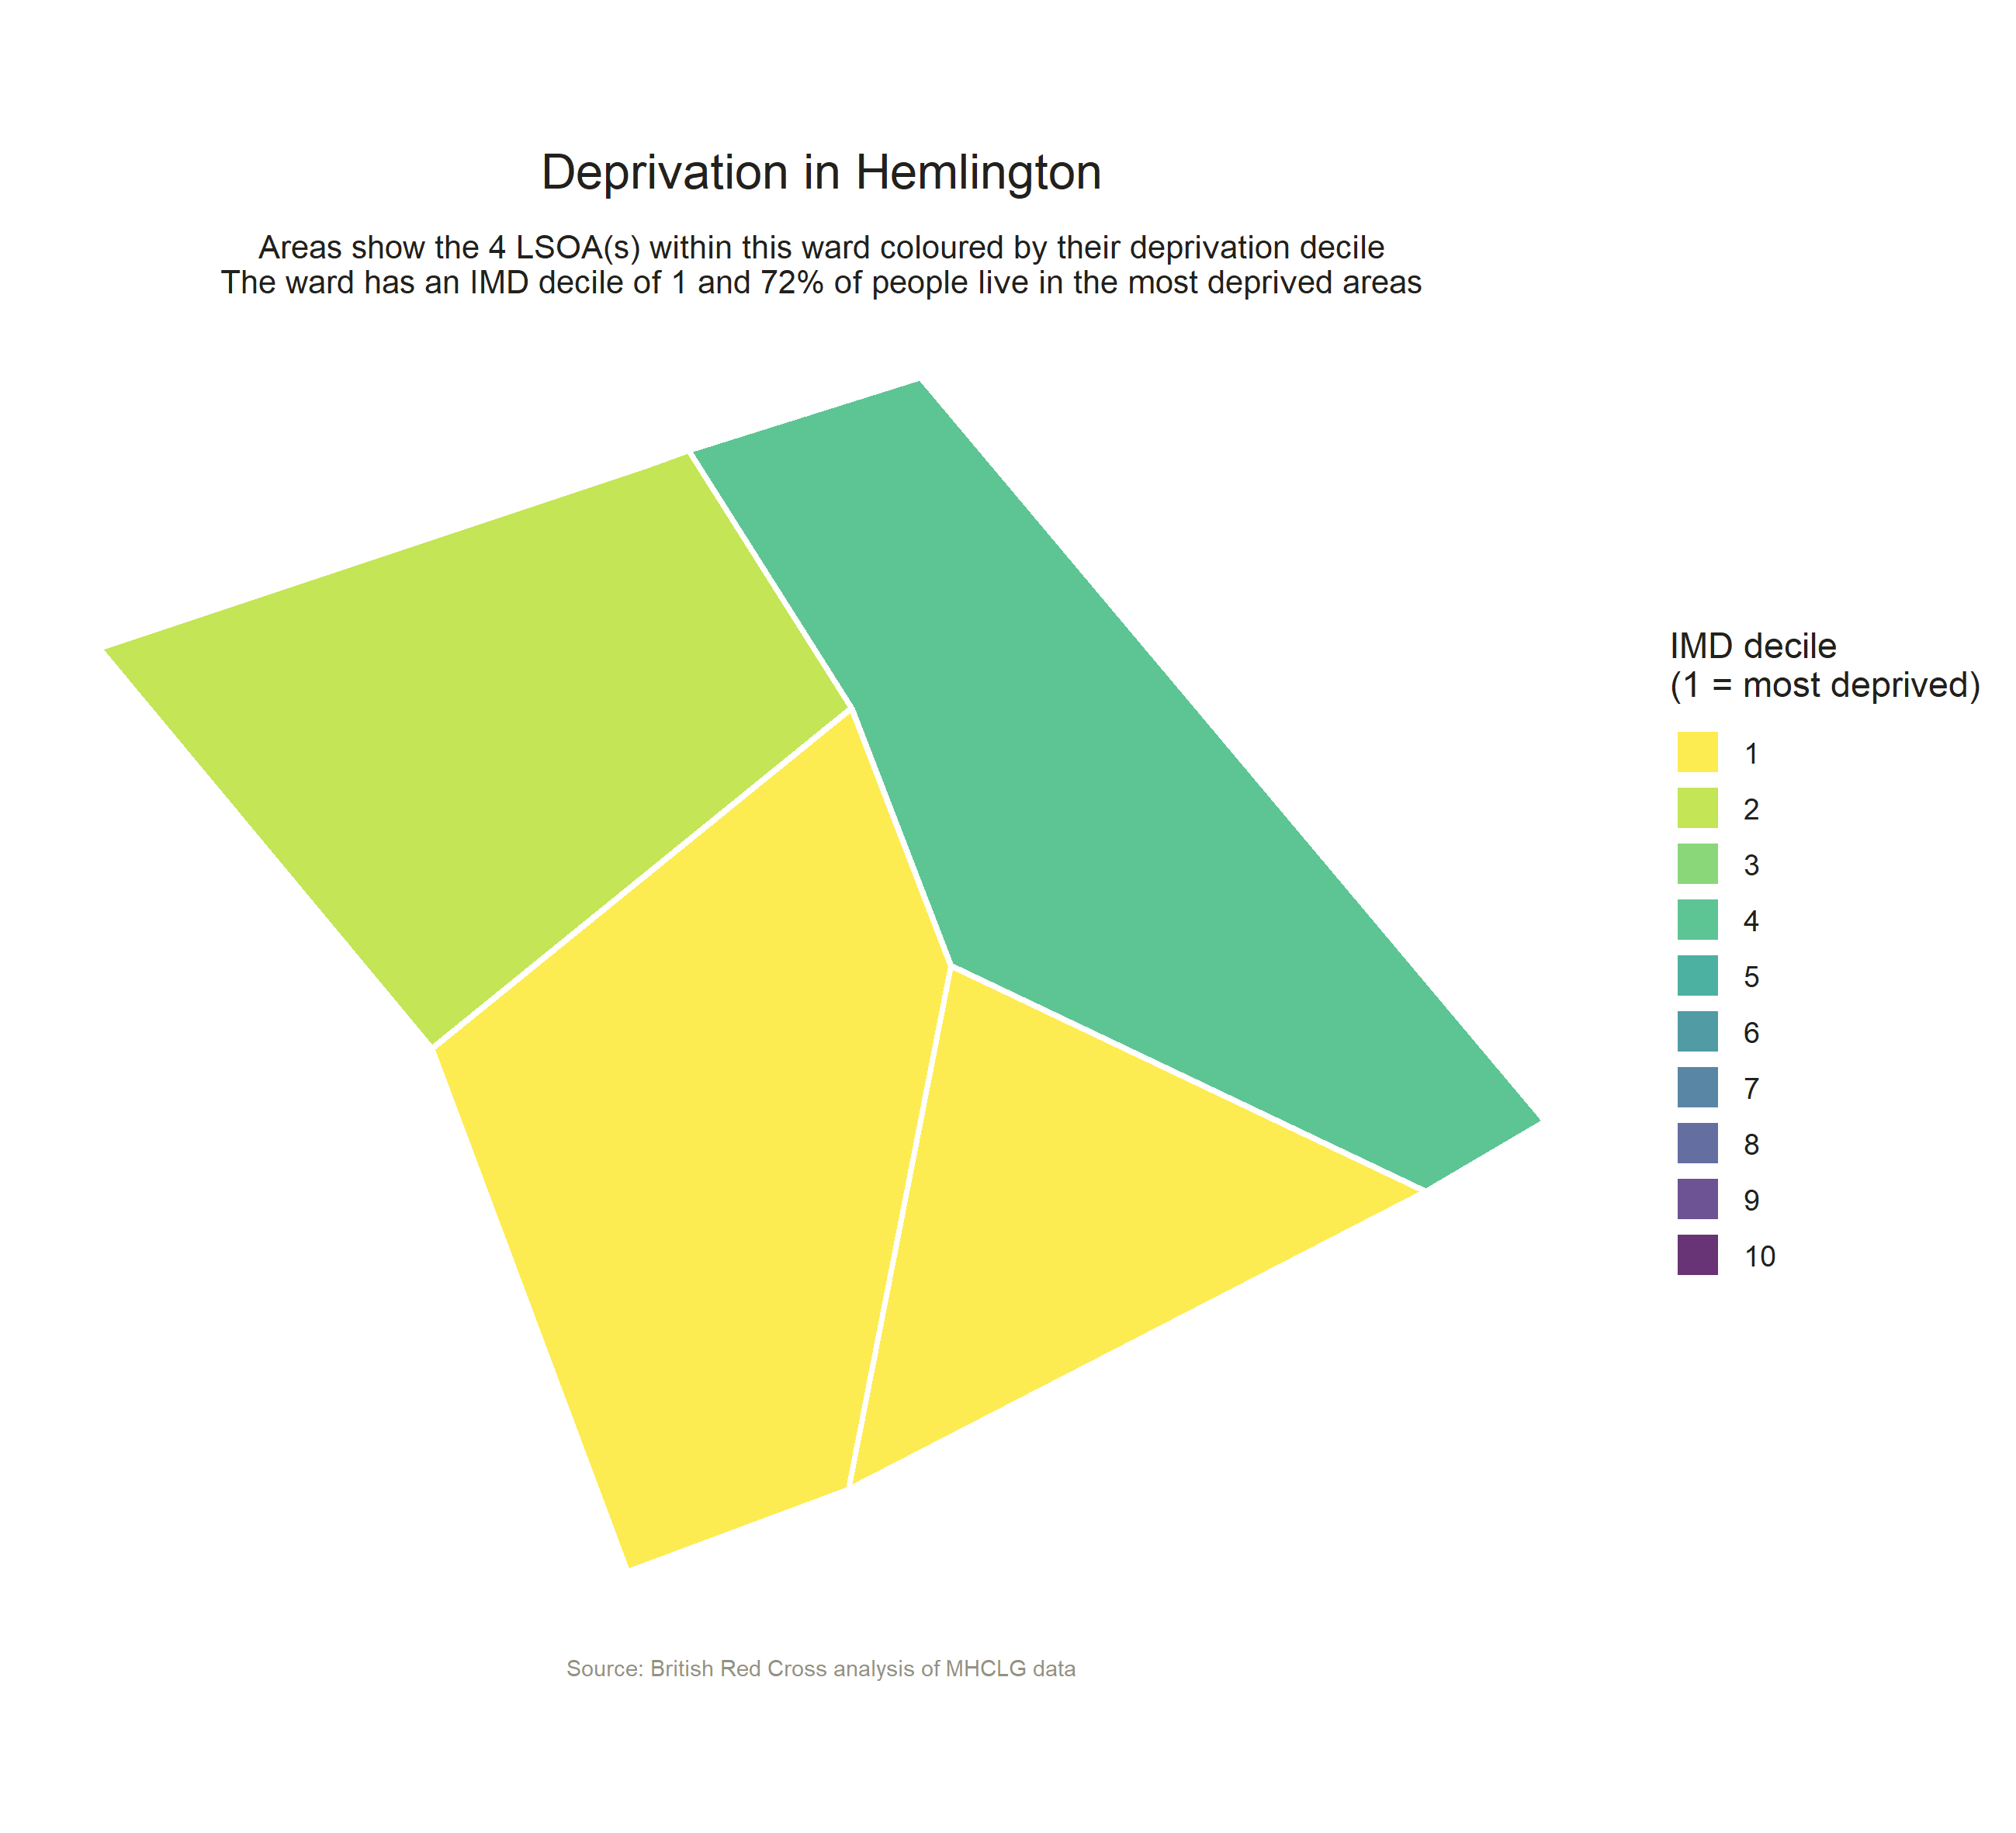 Deprivation in Hemlington
Areas show the 4 LSOA(s) within this ward coloured by their deprivation decile
The ward has an IMD decile of 1 and 72% of people live in the most deprived areas
IMD decile
(1 = most deprived)
1
2
3
4
5
6
7
8
9
10
Source: British Red Cross analysis of MHCLG data